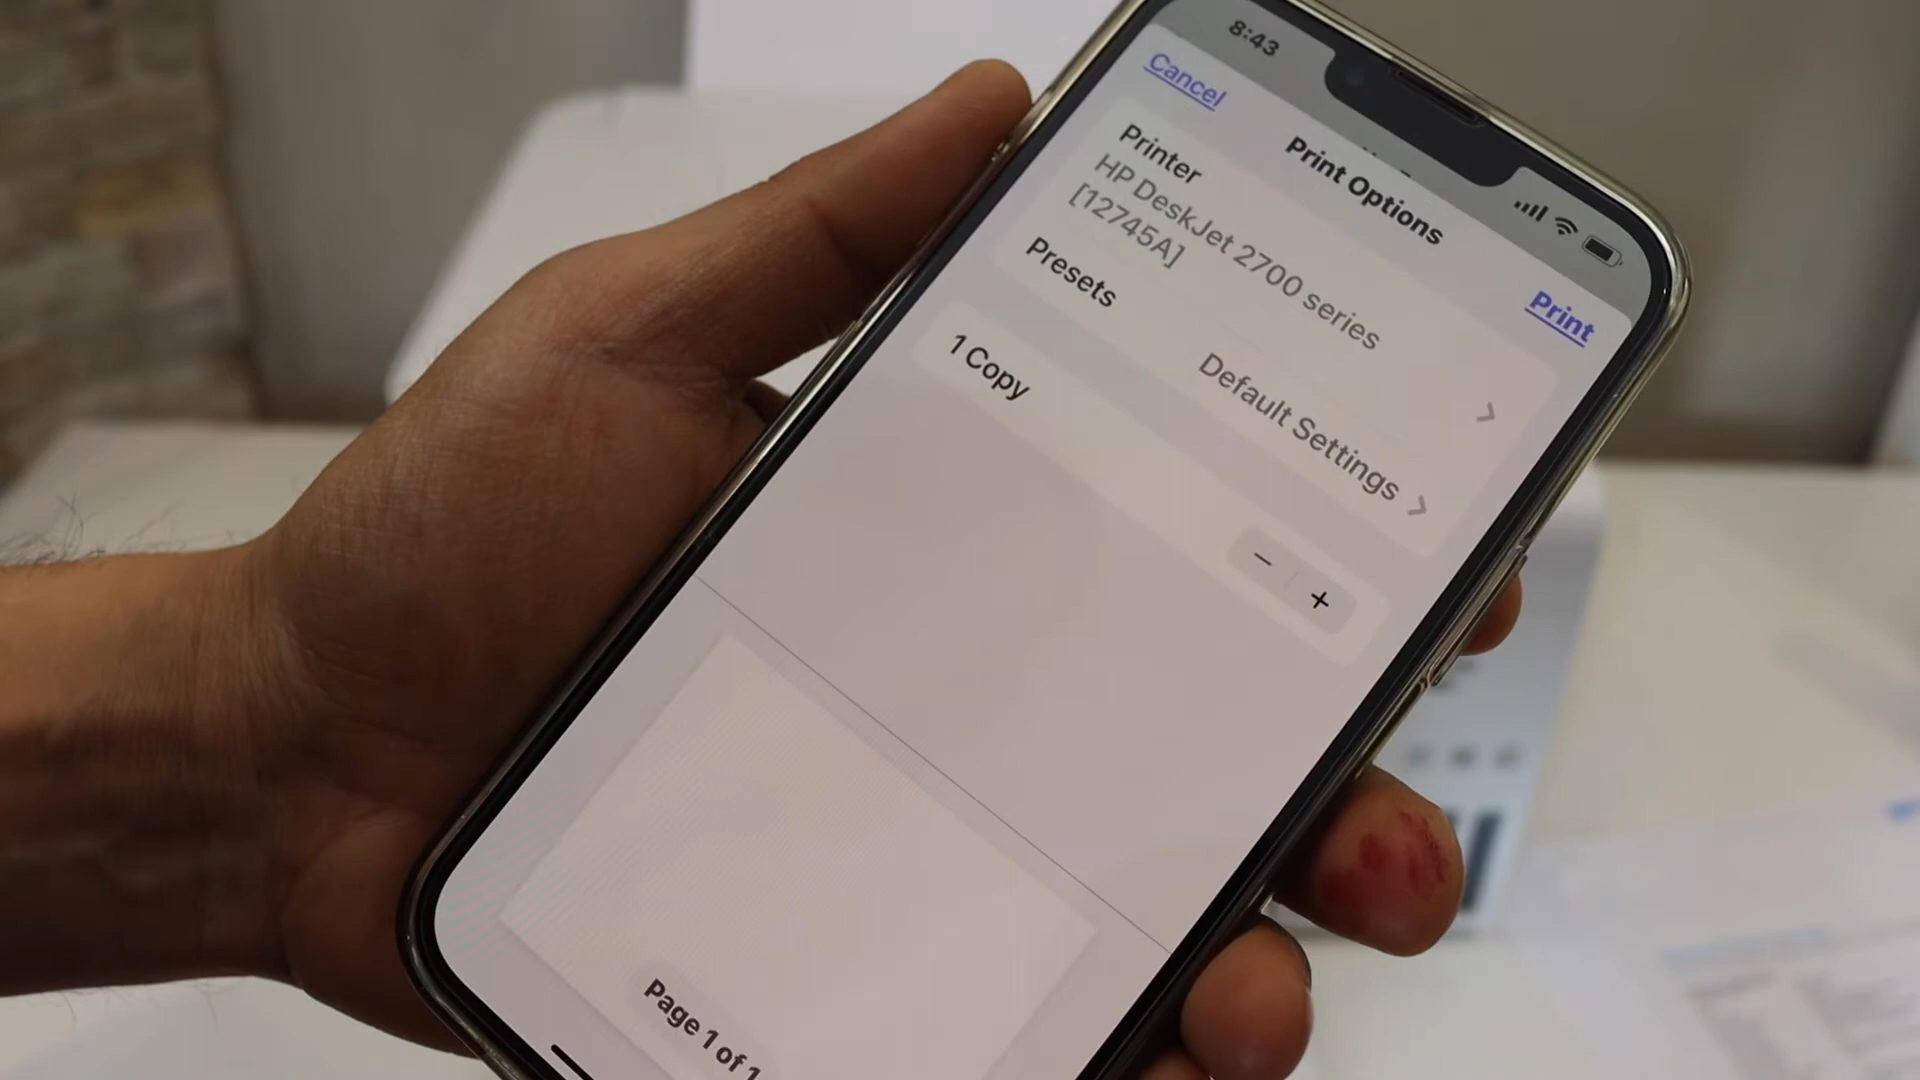 8:43
Cancel
Print Options
Print
Printer
HP DeskJet 2700 series
[12745A]
Presets
Default Settings
1 Copy
Page 1 of 1